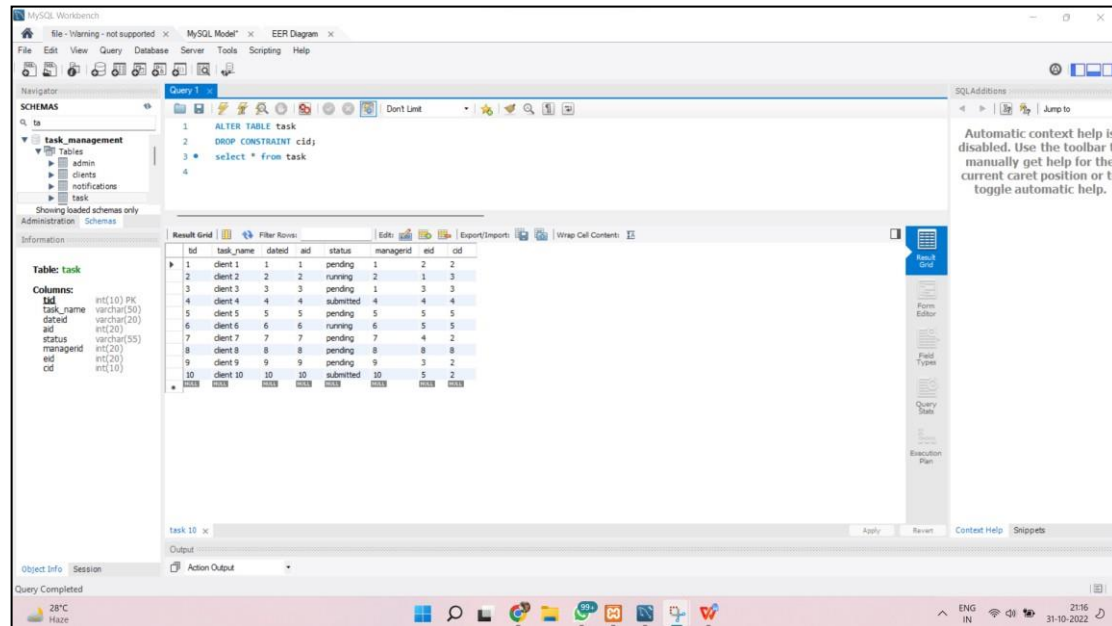 MySQL Workbench
file - Warning - not supported × MySQL Model* × EER Diagram ×
File Edit View Query Database Server Tools Scripting Help
Navigator
SCHEMAS
ta
task_management
Tables
admin
clients
notifications
task
Showing loaded schemas only
Administration Schemas
Information
Table: task
Columns:
tid int(10) PK
task_name varchar(50)
dateid varchar(20)
aid int(20)
status varchar(55)
managerid int(20)
eid int(20)
cid int(10)
Object Info Session
Query 1 ×
Don't Limit
1 ALTER TABLE task
2 DROP CONSTRAINT cid;
3 select * from task
4
Result Grid Filter Rows: Edit: Export/Import: Wrap Cell Content:
tid task_name dateid aid status managerid eid cid
1 client 1 1 1 pending 1 2 2
2 client 2 2 2 running 2 1 3
3 client 3 3 3 pending 1 3 3
4 client 4 4 4 submitted 4 4 4
5 client 5 5 5 pending 5 5 5
6 client 6 6 6 running 6 5 5
7 client 7 7 7 pending 7 4 2
8 client 8 8 8 pending 8 8 8
9 client 9 9 9 pending 9 3 2
10 client 10 10 10 submitted 10 5 2
NULL NULL NULL NULL NULL NULL NULL NULL
Result Grid
Form Editor
Field Types
Query Stats
Execution Plan
task 10 ×
Apply Revert
Output
Action Output
SQLAdditions
Jump to
Automatic context help is
disabled. Use the toolbar t
manually get help for the
current caret position or t
toggle automatic help.
Context Help Snippets
Query Completed
28°C
Haze
99+
ENG
IN
21:16
31-10-2022